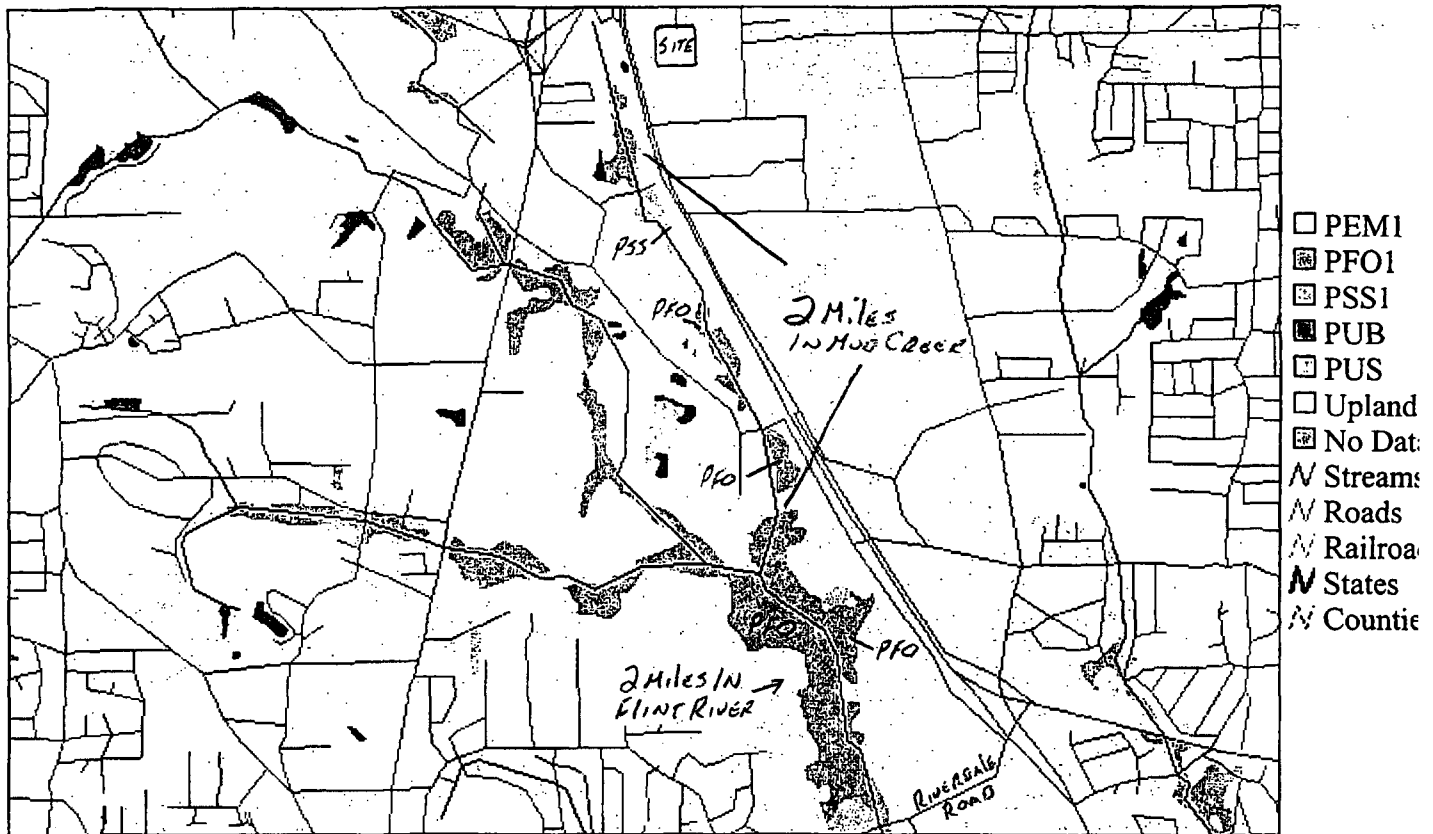 SITE
PSS
PFO
2 Miles
IN MUD CREEK
PFO
PFO
PFO
2 Miles IN
FLINT RIVER
RIVERDALE
ROAD
PEM1
PFO1
PSS1
PUB
PUS
Upland
No Data
Streams
Roads
Railroa
States
Countie